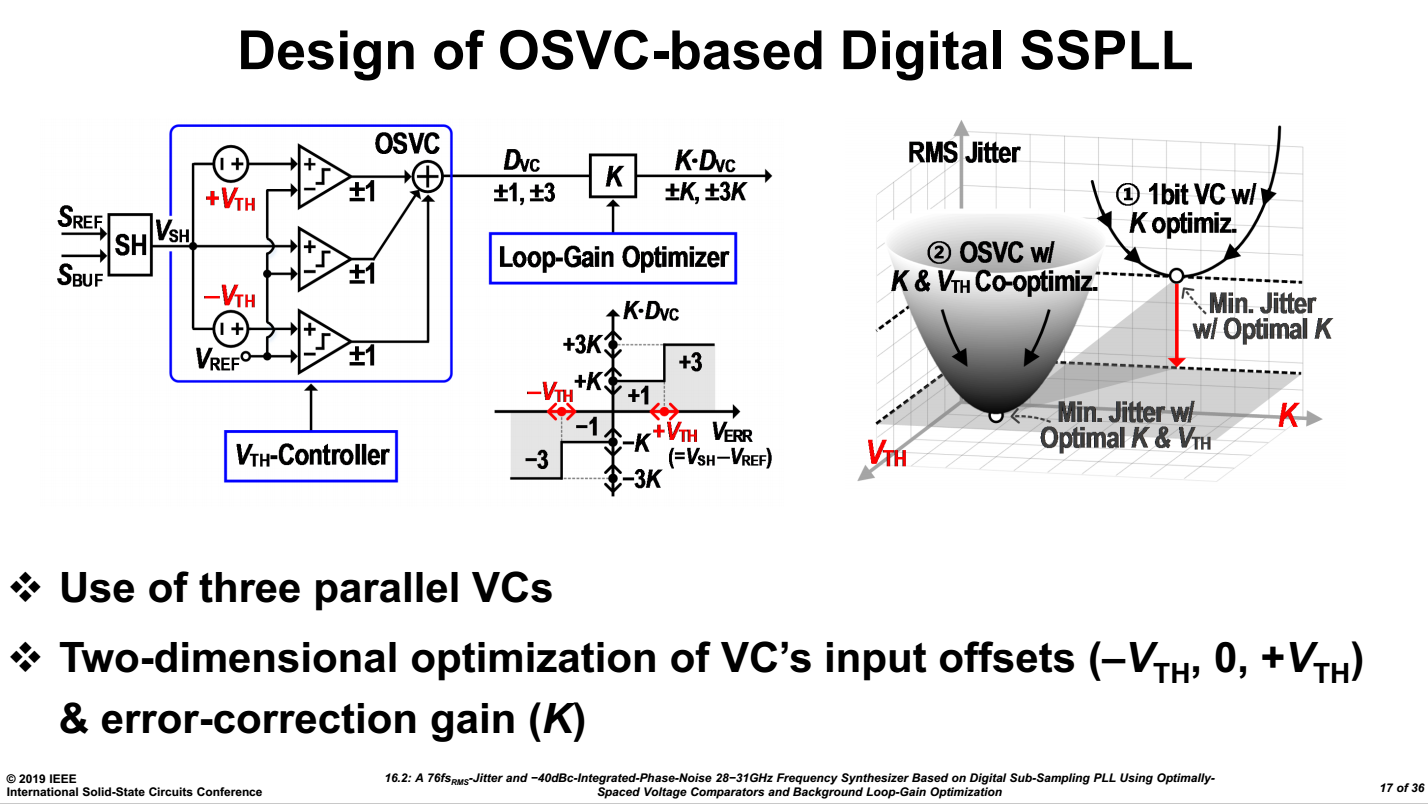 Design of OSVC-based Digital SSPLL
OSVC
+VTH
±1
SREF
SBUF
SH
VSH
±1
−VTH
VREF
±1
VTH-Controller
DVC
±1, ±3
K
K·DVC
±K, ±3K
Loop-Gain Optimizer
K·DVC
+3K
+3
+K
+1
−VTH
−1
+VTH
VERR
(=VSH−VREF)
−K
−3
−3K
RMS Jitter
① 1bit VC w/
K optimiz.
② OSVC w/
K & VTH Co-optimiz.
Min. Jitter
w/ Optimal K
Min. Jitter w/
Optimal K & VTH
K
VTH
❖ Use of three parallel VCs
❖ Two-dimensional optimization of VC’s input offsets (–VTH, 0, +VTH)
& error-correction gain (K)
© 2019 IEEE
International Solid-State Circuits Conference
16.2: A 76fsRMS-Jitter and −40dBc-Integrated-Phase-Noise 28−31GHz Frequency Synthesizer Based on Digital Sub-Sampling PLL Using Optimally-
Spaced Voltage Comparators and Background Loop-Gain Optimization
17 of 38